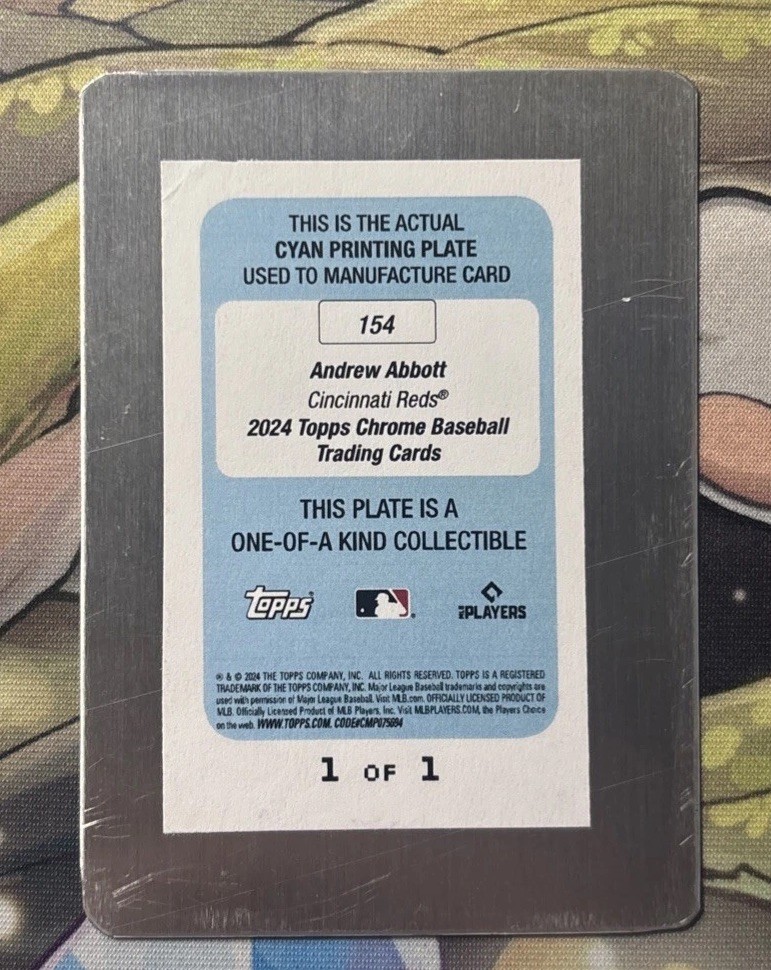 THIS IS THE ACTUAL
CYAN PRINTING PLATE
USED TO MANUFACTURE CARD
154
Andrew Abbott
Cincinnati Reds®
2024 Topps Chrome Baseball
Trading Cards
THIS PLATE IS A
ONE-OF-A KIND COLLECTIBLE
topps® ® MLB PLAYERS
® & © 2024 THE TOPPS COMPANY, INC. ALL RIGHTS RESERVED. TOPPS IS A REGISTERED
TRADEMARK OF THE TOPPS COMPANY, INC. Major League Baseball trademarks and copyrights are
used with permission of Major League Baseball. Visit MLB.com. OFFICIALLY LICENSED PRODUCT OF
MLB. Officially Licensed Product of MLB Players, Inc. Visit MLBPLAYERS.COM, the Players Choice
on the web. WWW.TOPPS.COM. CODE#CMP075694
1 OF 1